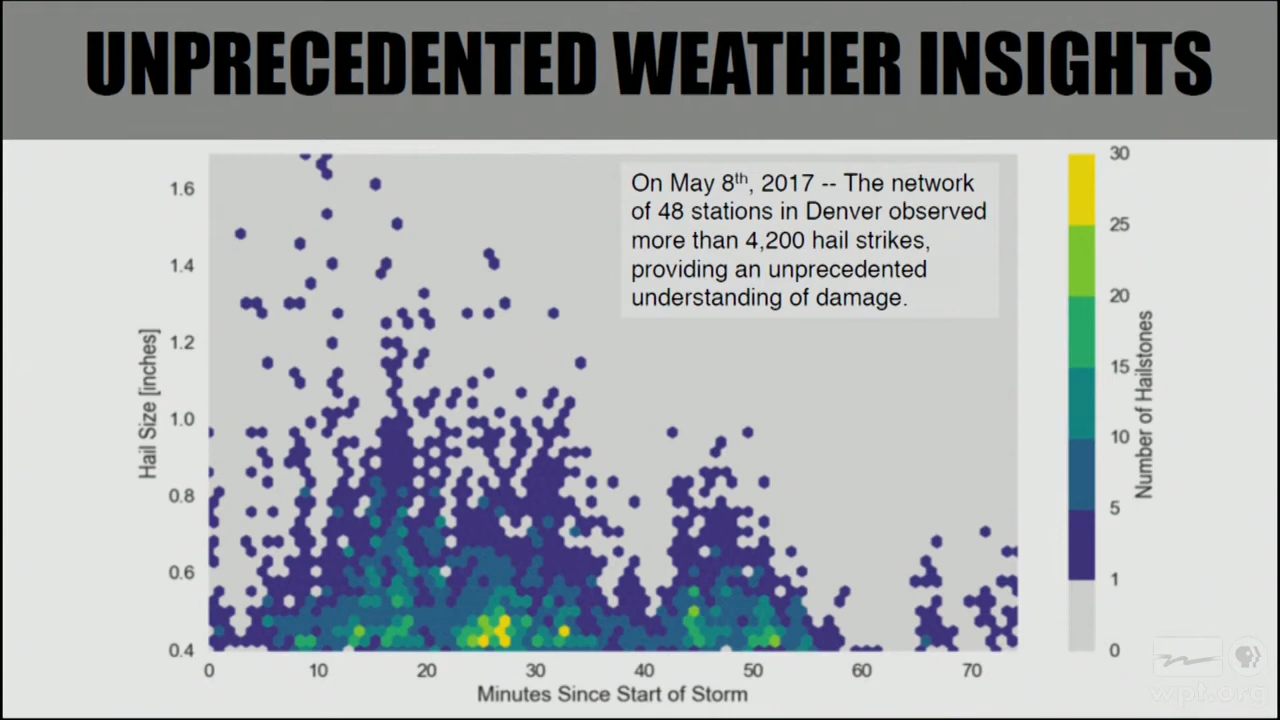 UNPRECEDENTED WEATHER INSIGHTS
On May 8th, 2017 -- The network
of 48 stations in Denver observed
more than 4,200 hail strikes,
providing an unprecedented
understanding of damage.
Hail Size [inches]
1.6
1.4
1.2
1.0
0.8
0.6
0.4
0 10 20 30 40 50 60 70
Minutes Since Start of Storm
30
25
20
15
10
5
1
0
Number of Hailstones
wpt.org